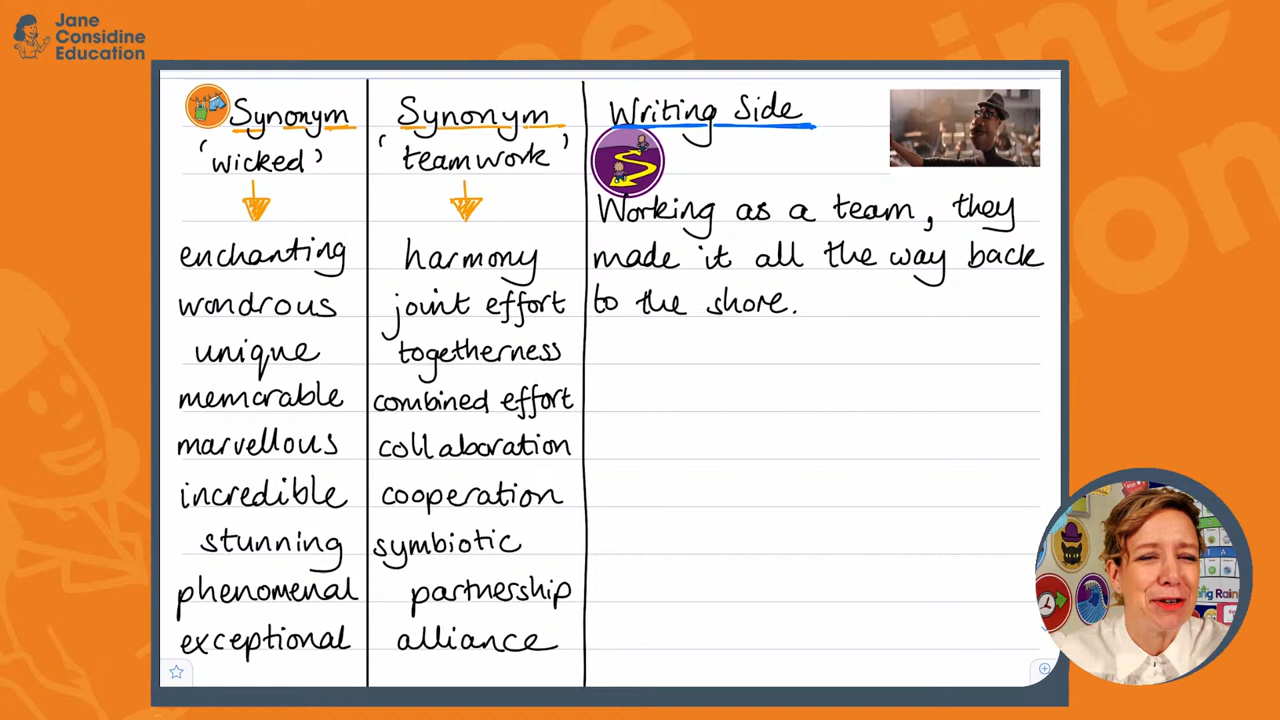 Jane
Considine
Education
Synonym
'wicked'
enchanting
wondrous
unique
memorable
marvellous
incredible
stunning
phenomenal
exceptional
Synonym
'teamwork'
harmony
joint effort
togetherness
combined effort
collaboration
cooperation
symbiotic
partnership
alliance
Writing Side
Working as a team, they
made it all the way back
to the shore.